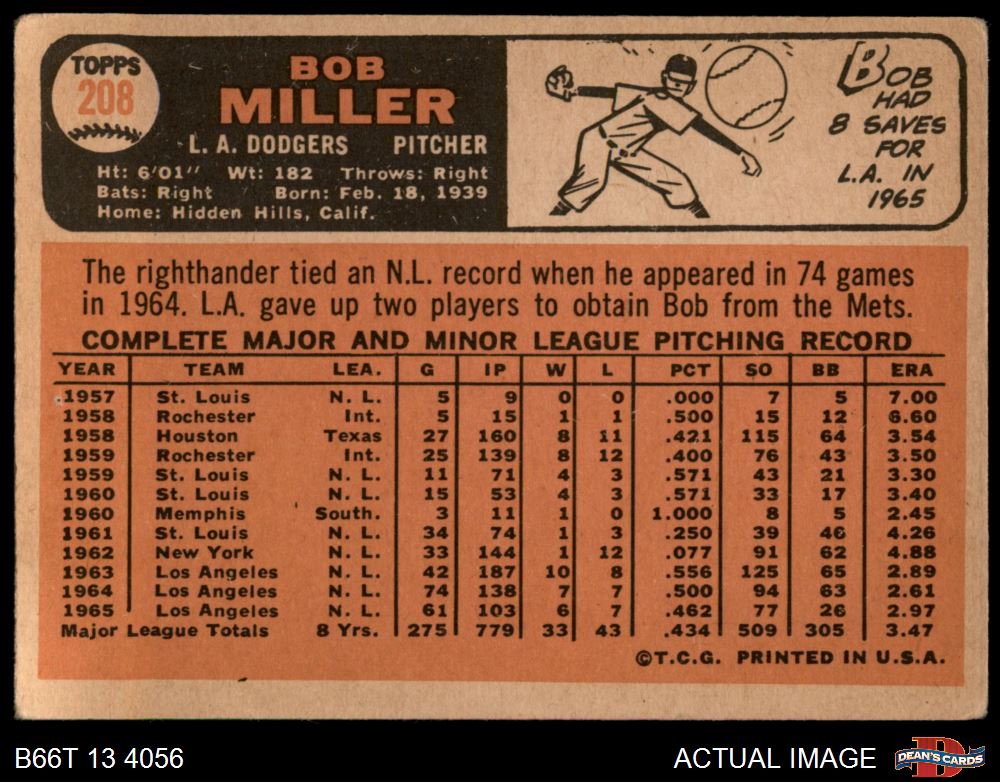 TOPPS
208
BOB
MILLER
L. A. DODGERS PITCHER
Ht: 6'01" Wt: 182 Throws: Right
Bats: Right Born: Feb. 18, 1939
Home: Hidden Hills, Calif.
BOB
HAD
8 SAVES
FOR
L.A. IN
1965
The righthander tied an N.L. record when he appeared in 74 games
in 1964. L.A. gave up two players to obtain Bob from the Mets.
COMPLETE MAJOR AND MINOR LEAGUE PITCHING RECORD
YEAR TEAM LEA. G IP W L PCT SO BB ERA
1957 St. Louis N. L. 5 9 0 0 .000 7 5 7.00
1958 Rochester Int. 5 15 1 1 .500 15 12 6.60
1958 Houston Texas 27 160 8 11 .421 115 64 3.54
1959 Rochester Int. 25 139 8 12 .400 76 43 3.50
1959 St. Louis N. L. 11 71 4 3 .571 43 21 3.30
1960 St. Louis N. L. 15 53 4 3 .571 33 17 3.40
1960 Memphis South. 3 11 1 0 1.000 8 5 2.45
1961 St. Louis N. L. 34 74 1 3 .250 39 46 4.26
1962 New York N. L. 33 144 1 12 .077 91 62 4.88
1963 Los Angeles N. L. 42 187 10 8 .556 125 65 2.89
1964 Los Angeles N. L. 74 138 7 7 .500 94 63 2.61
1965 Los Angeles N. L. 61 103 6 7 .462 77 26 2.97
Major League Totals 8 Yrs. 275 779 33 43 .434 509 305 3.47
©T.C.G. PRINTED IN U.S.A.
B66T 13 4056 ACTUAL IMAGE
D
DEAN'S CARDS